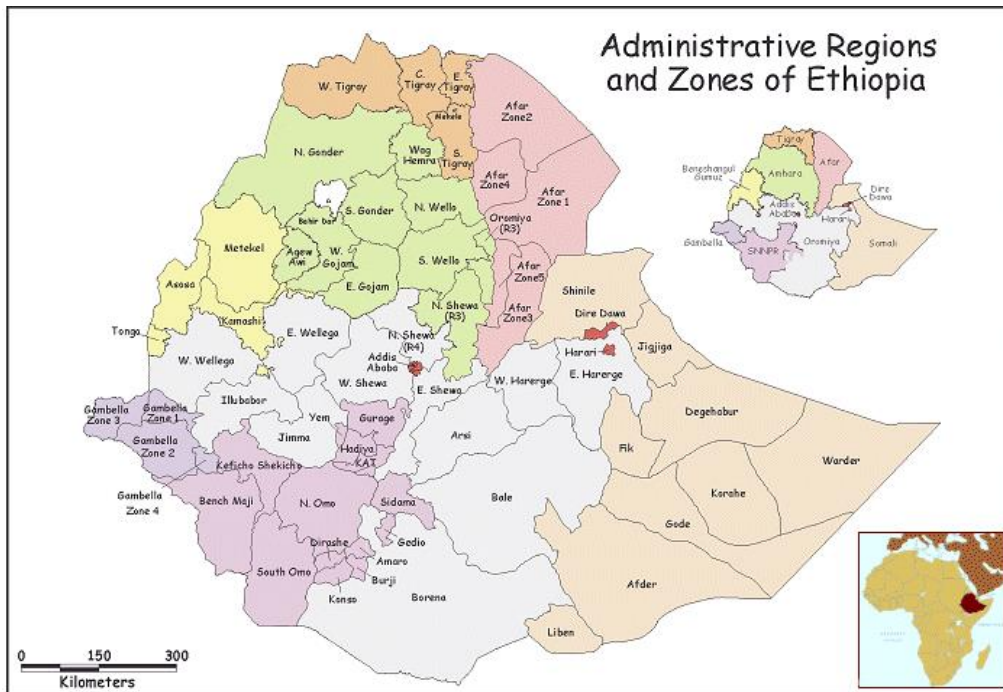 Administrative Regions
and Zones of Ethiopia
W. Tigray
C.
Tigray
E.
Tigray
Mekele
S.
Tigray
Afar
Zone2
N. Gonder
Wag
Hemra
Afar
Zone4
Afar
Zone 1
Bahir Dar
S. Gonder
N. Wello
Oromiya
(R3)
Metekel
Agew
Awi
W.
Gojam
S. Wello
Afar
Zone5
E. Gojam
Asosa
N. Shewa
(R3)
Afar
Zone3
Shinile
Dire Dawa
Tongo
Kamashi
E. Wellega
N. Shewa
(R4)
W. Wellega
Addis
Ababa
Harari
Jigjiga
W. Shewa
E. Shewa
W. Harerge
E. Harerge
Illubabor
Gambella
Zone 3
Gambella
Zone 1
Yem
Gurage
Degehabur
Jimma
Arsi
Gambella
Zone 2
Hadiya
KAT
Fik
Warder
Keficho Shekicho
Gambella
Zone 4
Bench Maji
N. Omo
Sidama
Bale
Korahe
Gode
Dirashe
Gedio
South Omo
Amaro
Burji
Konso
Borena
Afder
Liben
Tigray
Afar
Beneshangul
Gumuz
Amhara
Dire
Dawa
Addis
Ababa
Harari
Gambella
SNNPR
Oromiya
Somali
0 150 300
Kilometers